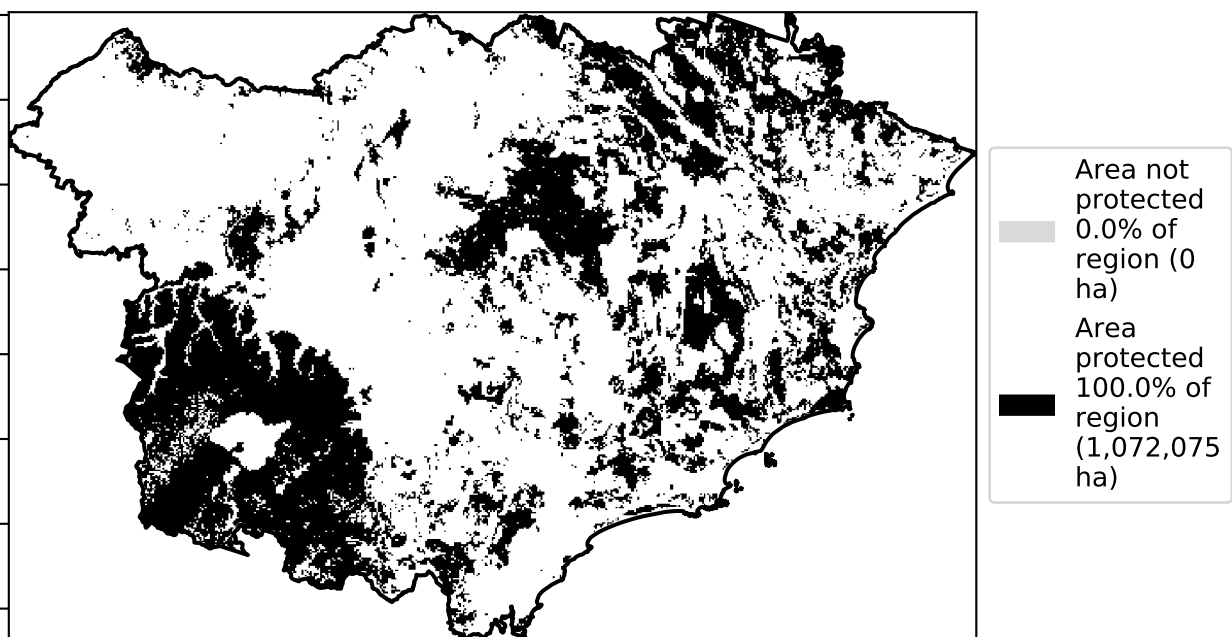 Area not
protected
0.0% of
region (0
ha)
Area
protected
100.0% of
region
(1,072,075
ha)